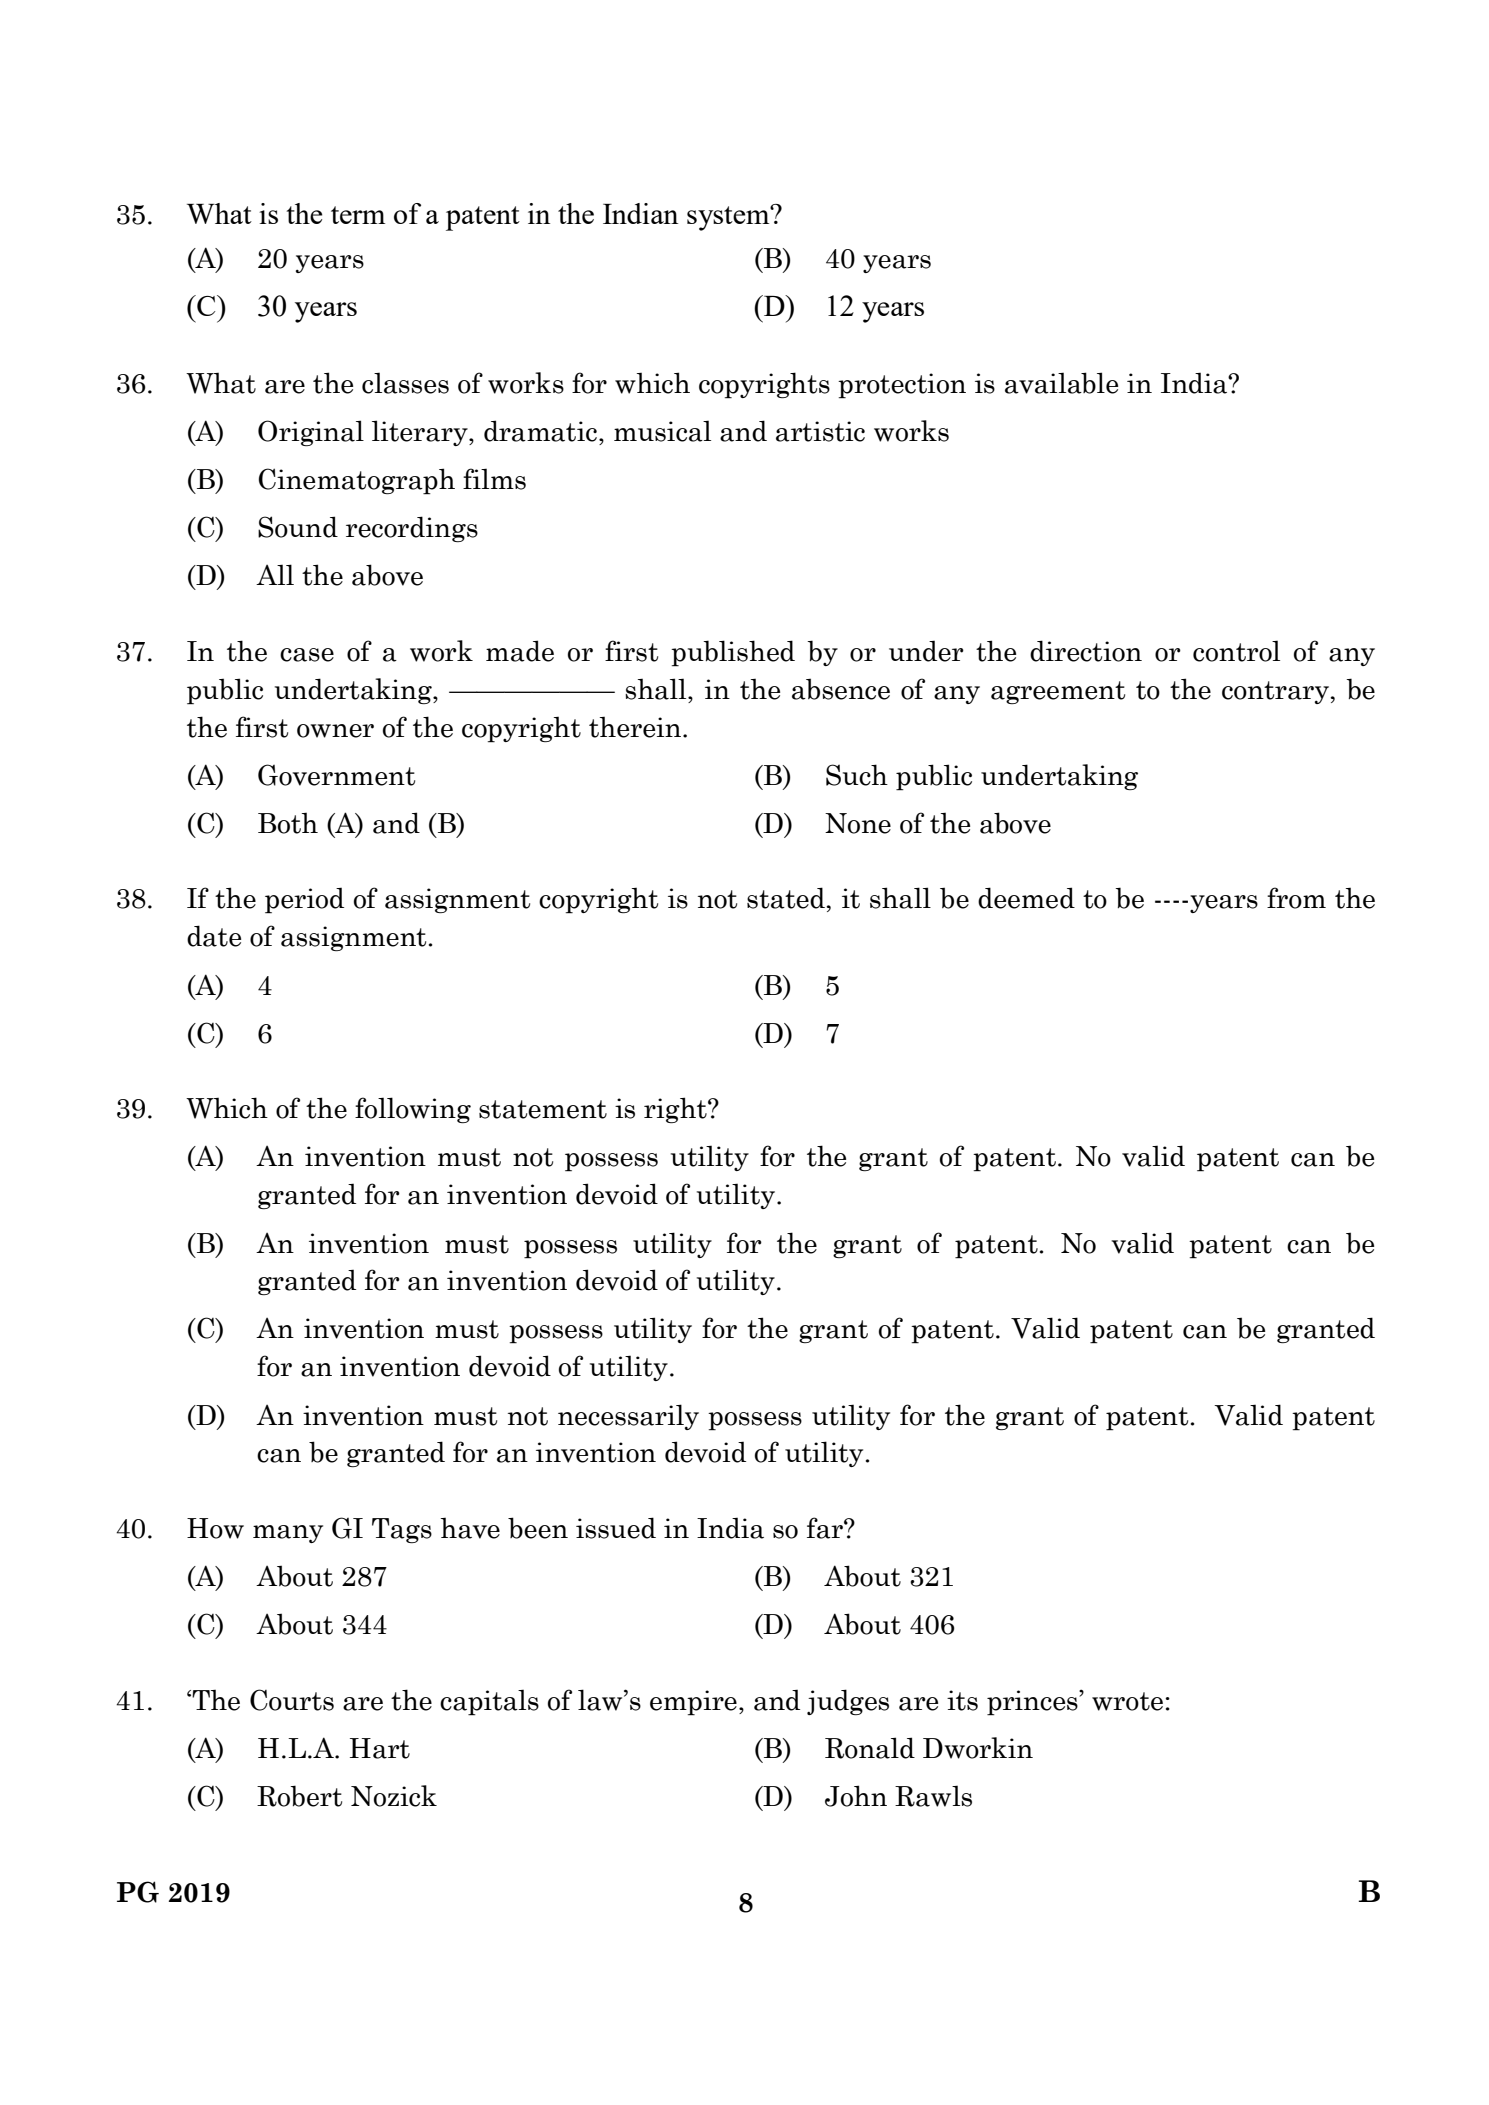 35. What is the term of a patent in the Indian system?
(A) 20 years (B) 40 years
(C) 30 years (D) 12 years
36. What are the classes of works for which copyrights protection is available in India?
(A) Original literary, dramatic, musical and artistic works
(B) Cinematograph films
(C) Sound recordings
(D) All the above
37. In the case of a work made or first published by or under the direction or control of any
public undertaking, ——————— shall, in the absence of any agreement to the contrary, be
the first owner of the copyright therein.
(A) Government (B) Such public undertaking
(C) Both (A) and (B) (D) None of the above
38. If the period of assignment copyright is not stated, it shall be deemed to be ----years from the
date of assignment.
(A) 4 (B) 5
(C) 6 (D) 7
39. Which of the following statement is right?
(A) An invention must not possess utility for the grant of patent. No valid patent can be
granted for an invention devoid of utility.
(B) An invention must possess utility for the grant of patent. No valid patent can be
granted for an invention devoid of utility.
(C) An invention must possess utility for the grant of patent. Valid patent can be granted
for an invention devoid of utility.
(D) An invention must not necessarily possess utility for the grant of patent. Valid patent
can be granted for an invention devoid of utility.
40. How many GI Tags have been issued in India so far?
(A) About 287 (B) About 321
(C) About 344 (D) About 406
41. ‘The Courts are the capitals of law’s empire, and judges are its princes’ wrote:
(A) H.L.A. Hart (B) Ronald Dworkin
(C) Robert Nozick (D) John Rawls
PG 2019 8 B